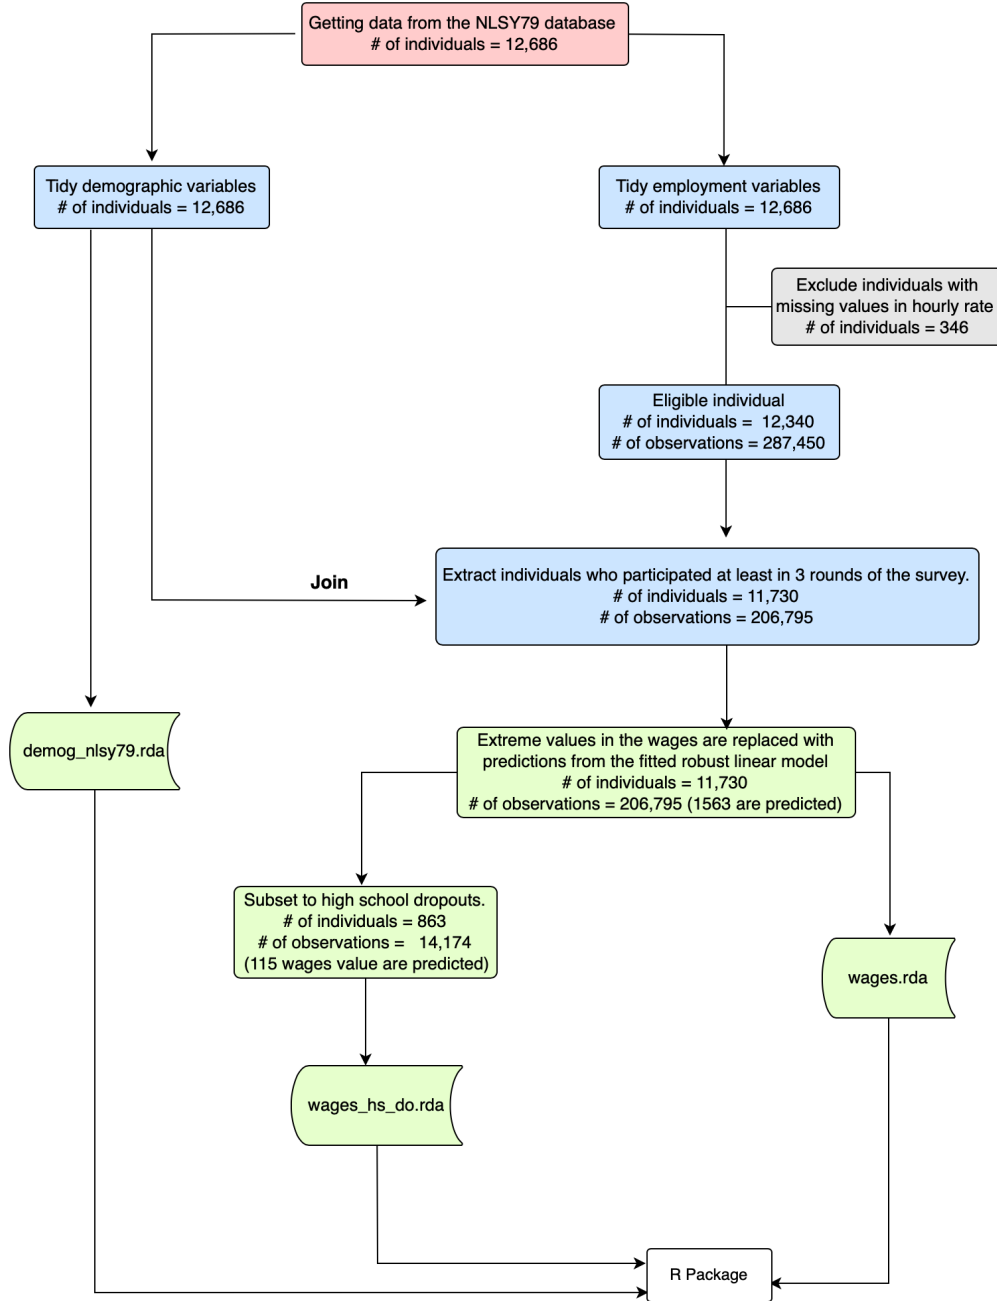 Getting data from the NLSY79 database
# of individuals = 12,686
Tidy demographic variables
# of individuals = 12,686
Tidy employment variables
# of individuals = 12,686
Exclude individuals with
missing values in hourly rate
# of individuals = 346
Eligible individual
# of individuals = 12,340
# of observations = 287,450
Join
Extract individuals who participated at least in 3 rounds of the survey.
# of individuals = 11,730
# of observations = 206,795
demog_nlsy79.rda
Extreme values in the wages are replaced with
predictions from the fitted robust linear model
# of individuals = 11,730
# of observations = 206,795 (1563 are predicted)
Subset to high school dropouts.
# of individuals = 863
# of observations = 14,174
(115 wages value are predicted)
wages.rda
wages_hs_do.rda
R Package